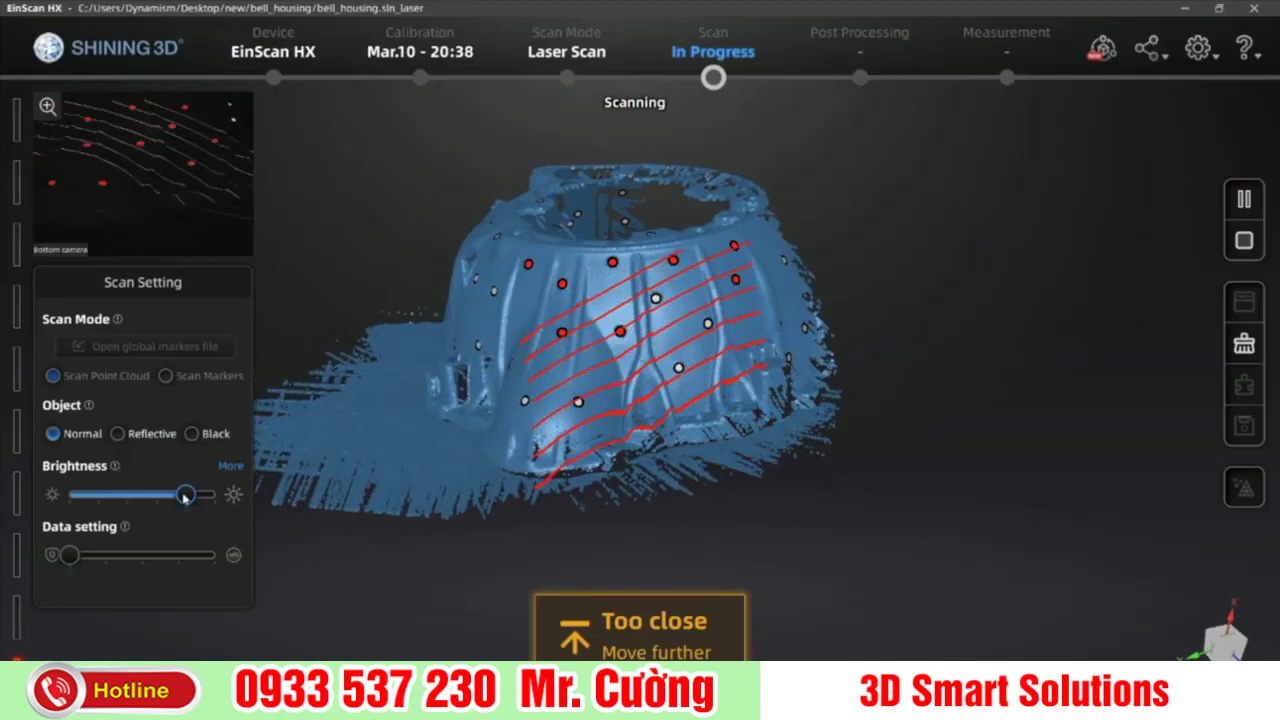 EinScan HX - C:/Users/Dynamism/Desktop/new/bell_housing/bell_housing.sln_laser
SHINING 3D®
Device
EinScan HX
Calibration
Mar.10 - 20:38
Scan Mode
Laser Scan
Scan
In Progress
Post Processing
-
Measurement
-
Scanning
Bottom camera
Scan Setting
Scan Mode
Open global markers file
Scan Point Cloud
Scan Markers
Object
Normal
Reflective
Black
Brightness
More
Data setting
Too close
Move further
Hotline
0933 537 230 Mr. Cường
3D Smart Solutions